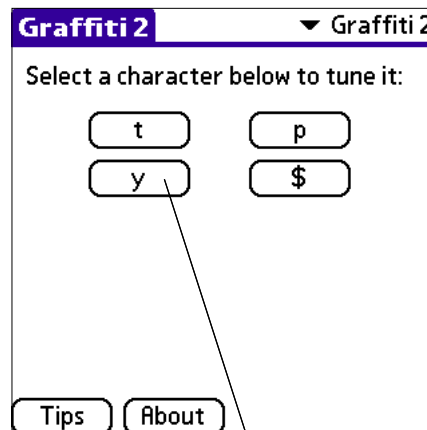 Graffiti 2 Graffiti 2
Select a character below to tune it:
t p
y $
Tips About